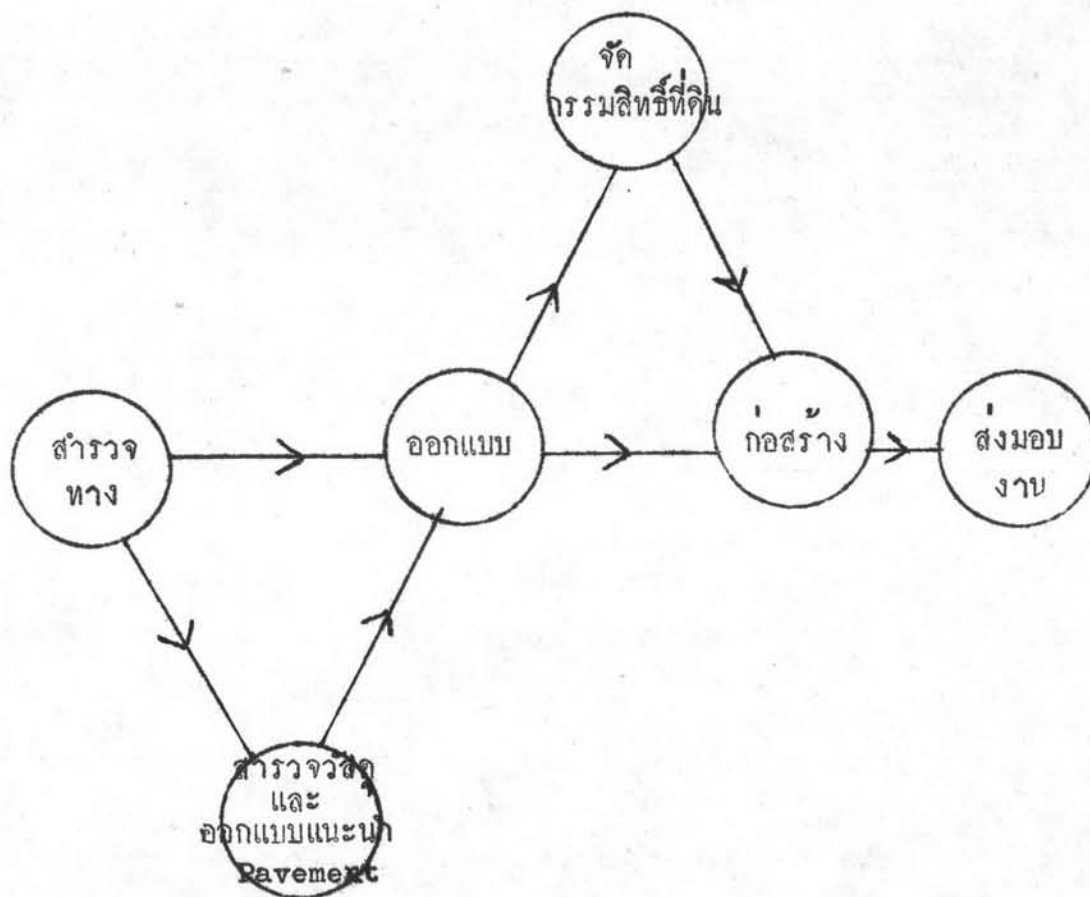 จัด
กรรมสิทธิ์ที่ดิน
สำรวจ
ทาง
ออกแบบ
ก่อสร้าง
ส่งมอบ
งาน
สำรวจวัสดุ
และ
ออกแบบแนะนำ
Pavement